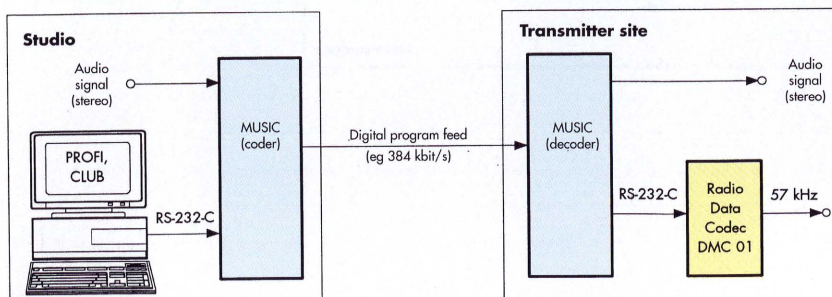 Studio
Audio
signal
(stereo)
PROFI,
CLUB
RS-232-C
MUSIC
(coder)
Digital program feed
(eg 384 kbit/s)
Transmitter site
MUSIC
(decoder)
Audio
signal
(stereo)
RS-232-C
Radio
Data
Codec
DMC 01
57 kHz